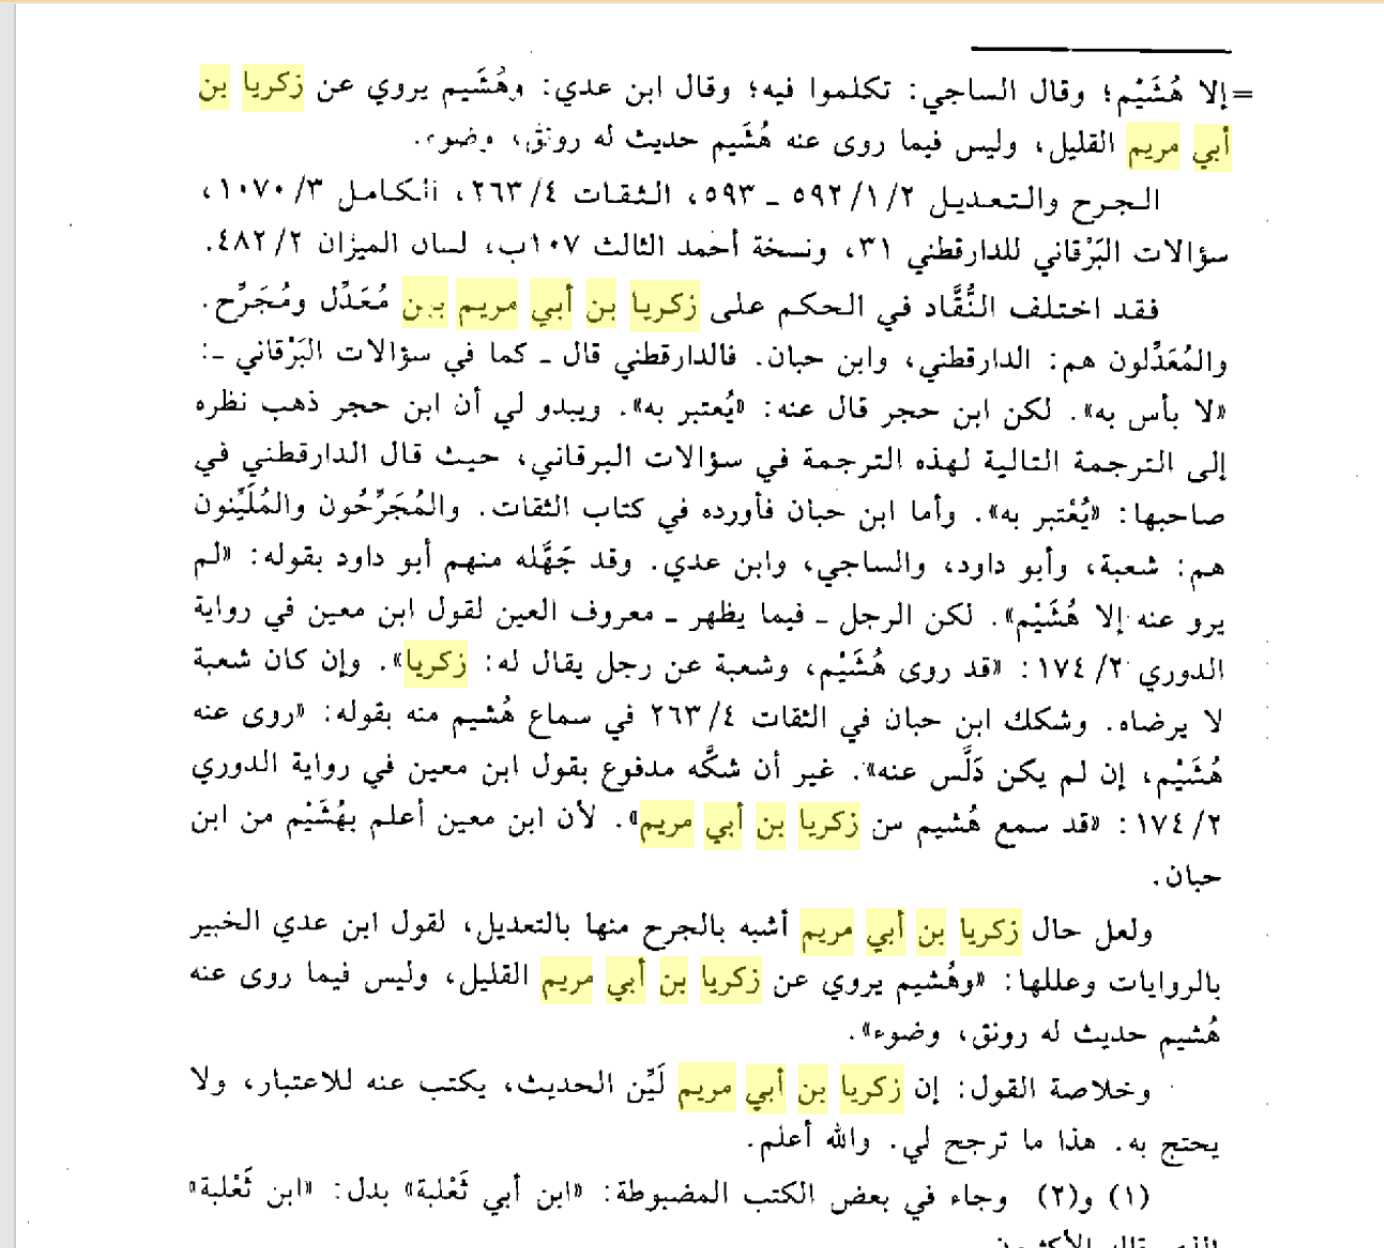 =إلا هُشَيْم؛ وقال الساجي: تكلموا فيه؛ وقال ابن عدي: وهُشَيم يروي عن زكريا بن
أبي مريم القليل، وليس فيما روى عنه هُشَيم حديث له رونق، وضوء.
الجرح والتعديل ٥٩٢/١/٢ ـ ٥٩٣، الثقات ٢٦٣/٤، الكامل ١٠٧٠/٣،
سؤالات البَرْقاني للدارقطني ٣١، ونسخة أحمد الثالث ١٠٧ب، لسان الميزان ٤٨٢/٢.
فقد اختلف النُّقَّاد في الحكم على زكريا بن أبي مريم بين مُعَدِّل ومُجَرِّح.
والمُعَدِّلون هم: الدارقطني، وابن حبان. فالدارقطني قال ـ كما في سؤالات البَرْقاني ـ:
«لا بأس به». لكن ابن حجر قال عنه: «يُعتبر به». ويبدو لي أن ابن حجر ذهب نظره
إلى الترجمة التالية لهذه الترجمة في سؤالات البرقاني، حيث قال الدارقطني في
صاحبها: «يُعْتبر به». وأما ابن حبان فأورده في كتاب الثقات. والمُجَرِّحُون والمُلَيِّنون
هم: شعبة، وأبو داود، والساجي، وابن عدي. وقد جَهَّله منهم أبو داود بقوله: «لم
يرو عنه إلا هُشَيْم». لكن الرجل ـ فيما يظهر ـ معروف العين لقول ابن معين في رواية
الدوري ١٧٤/٢: «قد روى هُشَيْم، وشعبة عن رجل يقال له: زكريا». وإن كان شعبة
لا يرضاه. وشكك ابن حبان في الثقات ٢٦٣/٤ في سماع هُشيم منه بقوله: «روى عنه
هُشَيْم، إن لم يكن دَلَّس عنه». غير أن شكَّه مدفوع بقول ابن معين في رواية الدوري
١٧٤/٢: «قد سمع هُشيم من زكريا بن أبي مريم». لأن ابن معين أعلم بهُشَيْم من ابن
حبان.
ولعل حال زكريا بن أبي مريم أشبه بالجرح منها بالتعديل، لقول ابن عدي الخبير
بالروايات وعللها: «وهُشيم يروي عن زكريا بن أبي مريم القليل، وليس فيما روى عنه
هُشيم حديث له رونق، وضوء».
وخلاصة القول: إن زكريا بن أبي مريم لَيِّن الحديث، يكتب عنه للاعتبار، ولا
يحتج به. هذا ما ترجح لي. والله أعلم.
(١) و(٢) وجاء في بعض الكتب المضبوطة: «ابن أبي ثَعْلبة» بدل: «ابن ثَعْلبة»